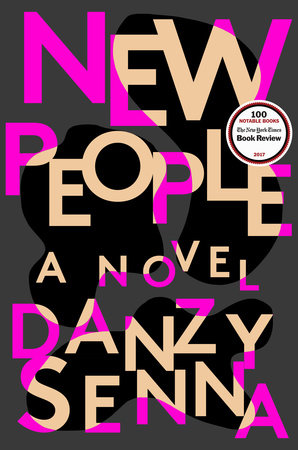 NEW
PEOPLE
A NOVEL
DANZY
SENNA
100
NOTABLE BOOKS
The New York Times
Book Review
2017